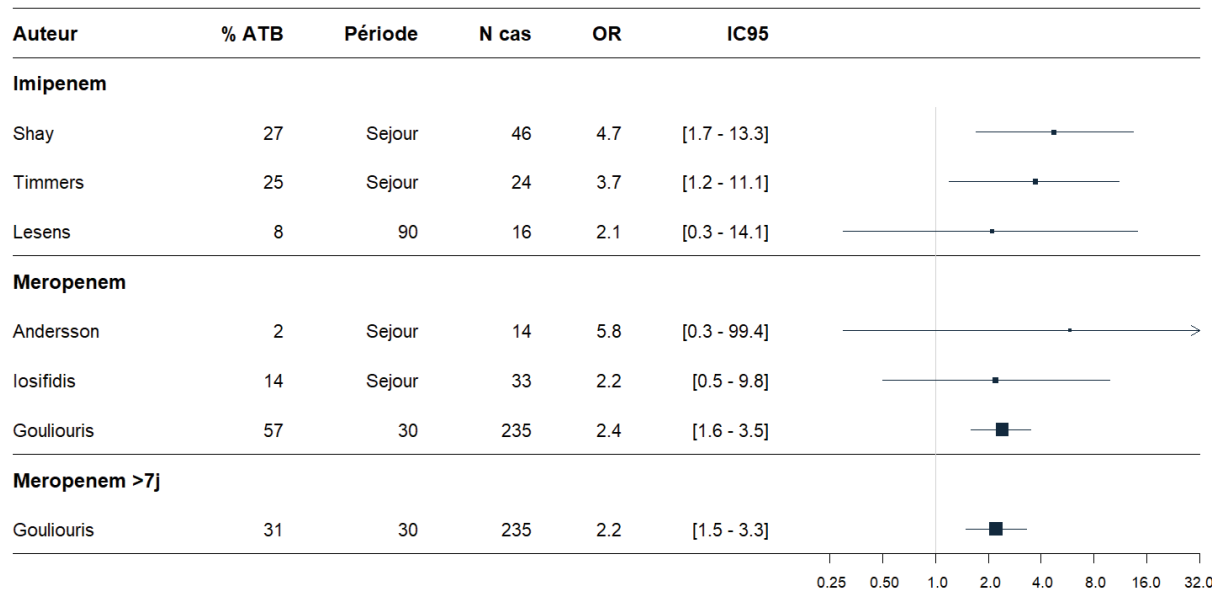 Auteur % ATB Période N cas OR IC95
Imipenem
Shay 27 Sejour 46 4.7 [1.7 - 13.3]
Timmers 25 Sejour 24 3.7 [1.2 - 11.1]
Lesens 8 90 16 2.1 [0.3 - 14.1]
Meropenem
Andersson 2 Sejour 14 5.8 [0.3 - 99.4]
Iosifidis 14 Sejour 33 2.2 [0.5 - 9.8]
Gouliouris 57 30 235 2.4 [1.6 - 3.5]
Meropenem >7j
Gouliouris 31 30 235 2.2 [1.5 - 3.3]
0.25 0.50 1.0 2.0 4.0 8.0 16.0 32.0